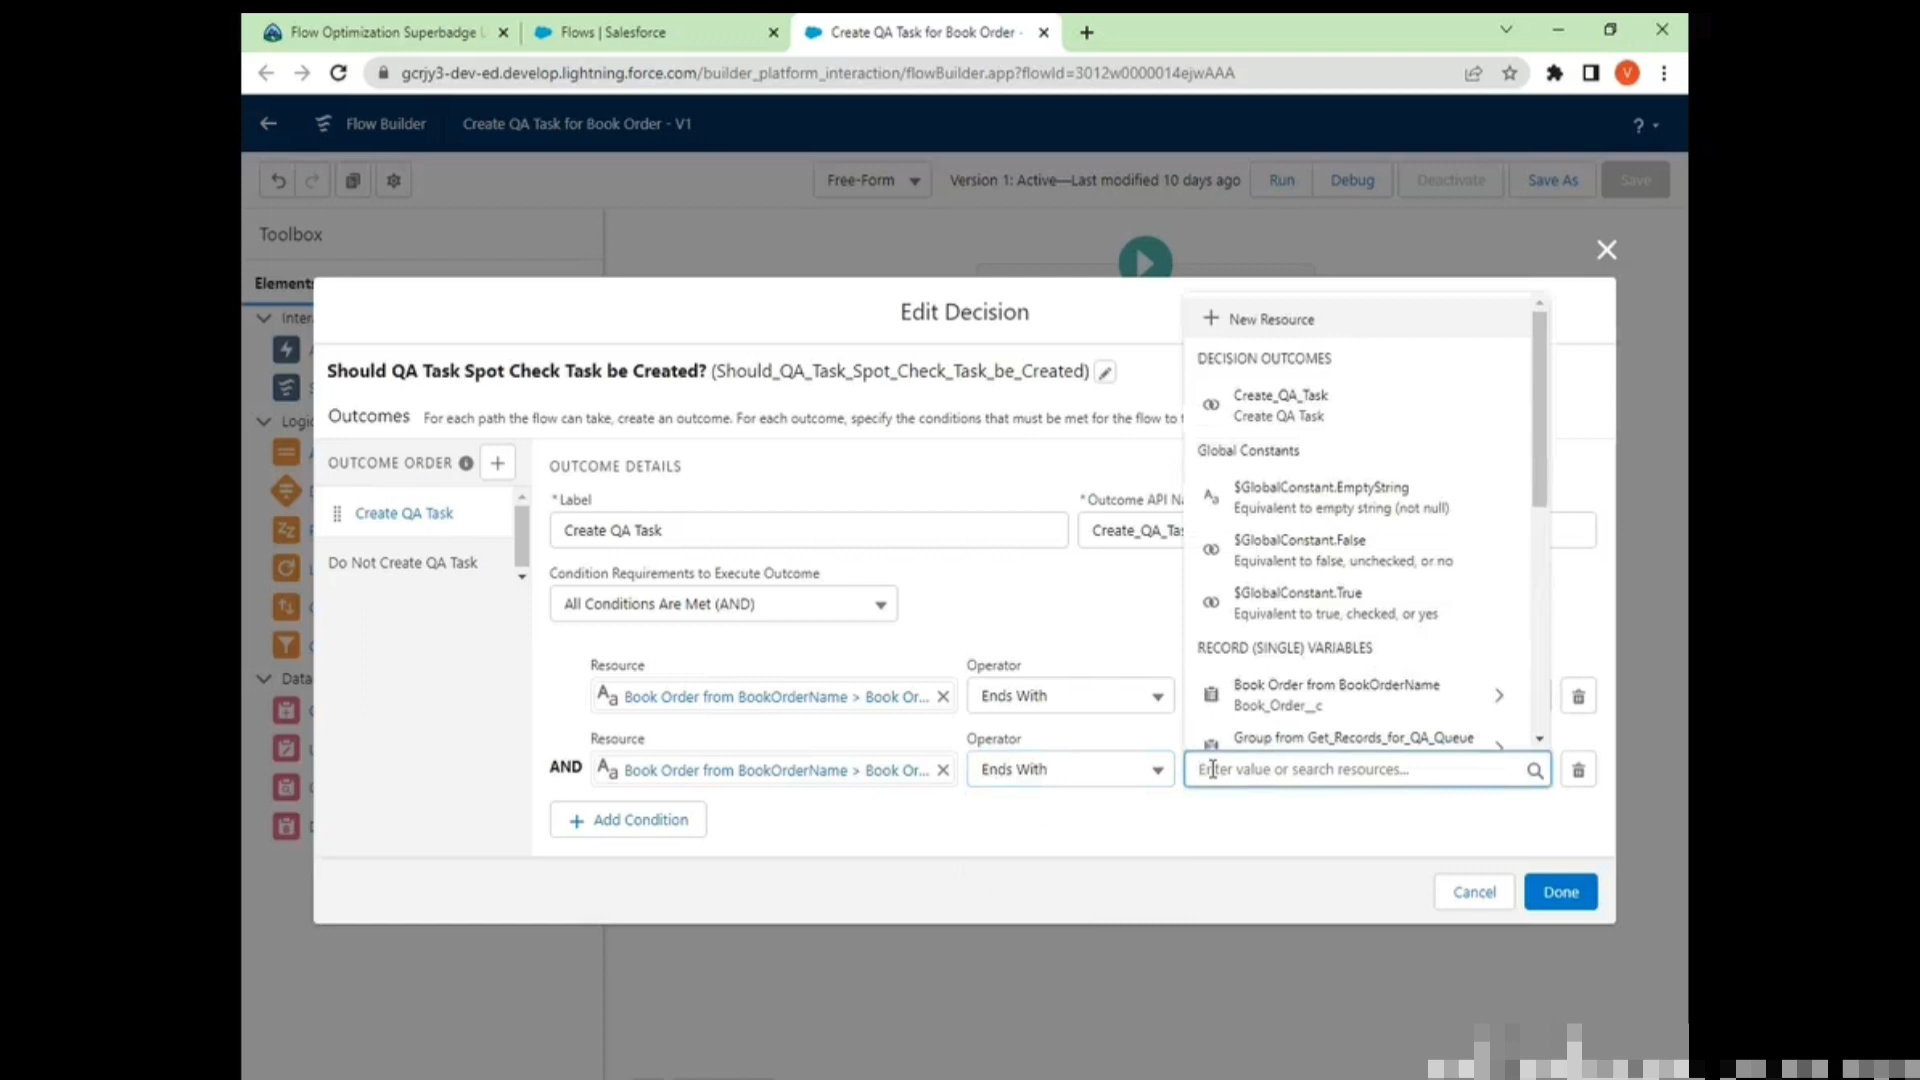 Flow Optimization Superbadge
Flows | Salesforce
Create QA Task for Book Order -
gcrjy3-dev-ed.develop.lightning.force.com/builder_platform_interaction/flowBuilder.app?flowId=3012w0000014ejwAAA
V
Flow Builder
Create QA Task for Book Order - V1
?
Free-Form
Version 1: Active—Last modified 10 days ago
Run
Debug
Deactivate
Save As
Save
Toolbox
Elements
Inter
Logic
Data
Edit Decision
Should QA Task Spot Check Task be Created? (Should_QA_Task_Spot_Check_Task_be_Created)
Outcomes For each path the flow can take, create an outcome. For each outcome, specify the conditions that must be met for the flow to t
OUTCOME ORDER
Create QA Task
Do Not Create QA Task
OUTCOME DETAILS
*Label
Create QA Task
*Outcome API Na
Create_QA_Tas
Condition Requirements to Execute Outcome
All Conditions Are Met (AND)
Resource
Operator
Aa Book Order from BookOrderName > Book Or...
Ends With
Resource
Operator
AND
Aa Book Order from BookOrderName > Book Or...
Ends With
Enter value or search resources...
+ Add Condition
Cancel
Done
+ New Resource
DECISION OUTCOMES
Create_QA_Task
Create QA Task
Global Constants
Aa $GlobalConstant.EmptyString
Equivalent to empty string (not null)
$GlobalConstant.False
Equivalent to false, unchecked, or no
$GlobalConstant.True
Equivalent to true, checked, or yes
RECORD (SINGLE) VARIABLES
Book Order from BookOrderName
Book_Order__c
Group from Get_Records_for_QA_Queue